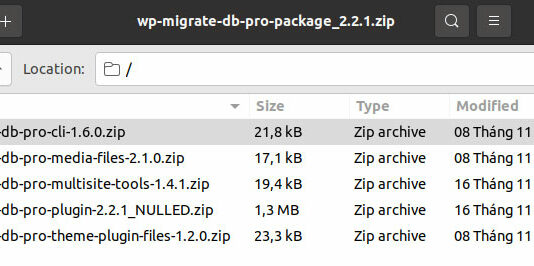 wp-migrate-db-pro-package_2.2.1.zip
Location: /
Size Type Modified
-db-pro-cli-1.6.0.zip 21,8 kB Zip archive 08 Tháng 11
-db-pro-media-files-2.1.0.zip 17,1 kB Zip archive 08 Tháng 11
-db-pro-multisite-tools-1.4.1.zip 19,4 kB Zip archive 16 Tháng 11
-db-pro-plugin-2.2.1_NULLED.zip 1,3 MB Zip archive 16 Tháng 11
-db-pro-theme-plugin-files-1.2.0.zip 23,3 kB Zip archive 08 Tháng 11